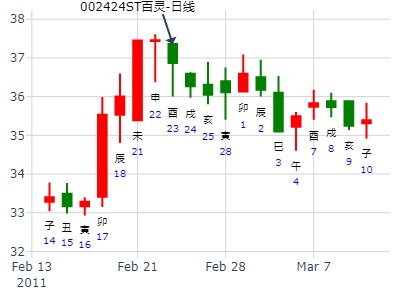 002424ST百灵-日线
38
37
36
35
34
33
32
子
14
丑
15
寅
16
卯
17
辰
18
未
21
申
22
酉
23
戌
24
亥
25
寅
28
卯
1
辰
2
巳
3
午
4
酉
7
戌
8
亥
9
子
10
Feb 13
2011
Feb 21
Feb 28
Mar 7